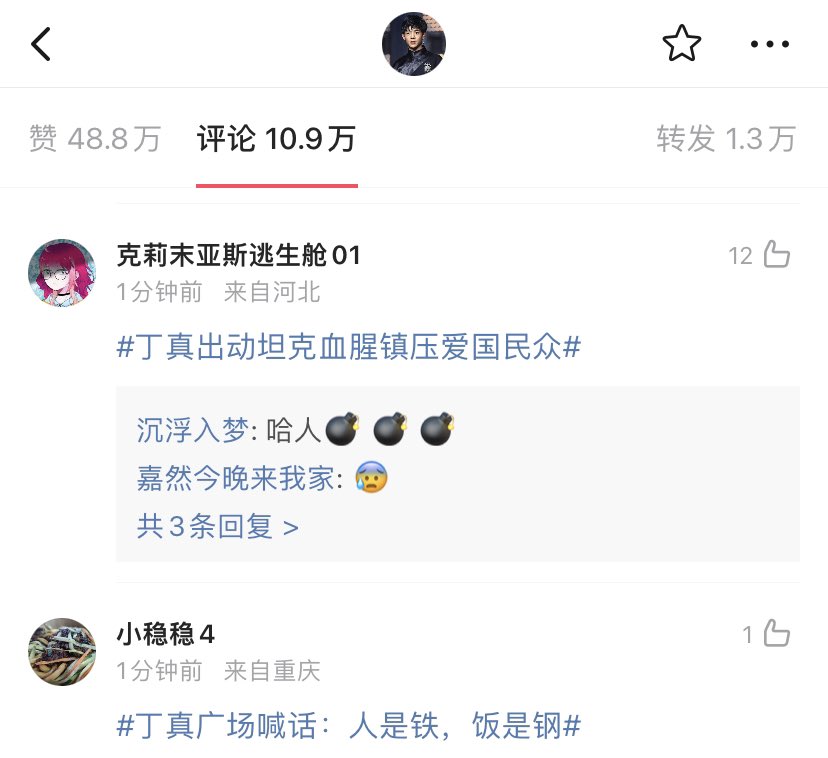 赞 48.8万 评论 10.9万 转发 1.3万
克莉末亚斯逃生舱01 12
1分钟前 来自河北
#丁真出动坦克血腥镇压爱国民众#
沉浮入梦: 哈人💣💣💣
嘉然今晚来我家: 😰
共3条回复 >
小稳稳4 1
1分钟前 来自重庆
#丁真广场喊话：人是铁，饭是钢#